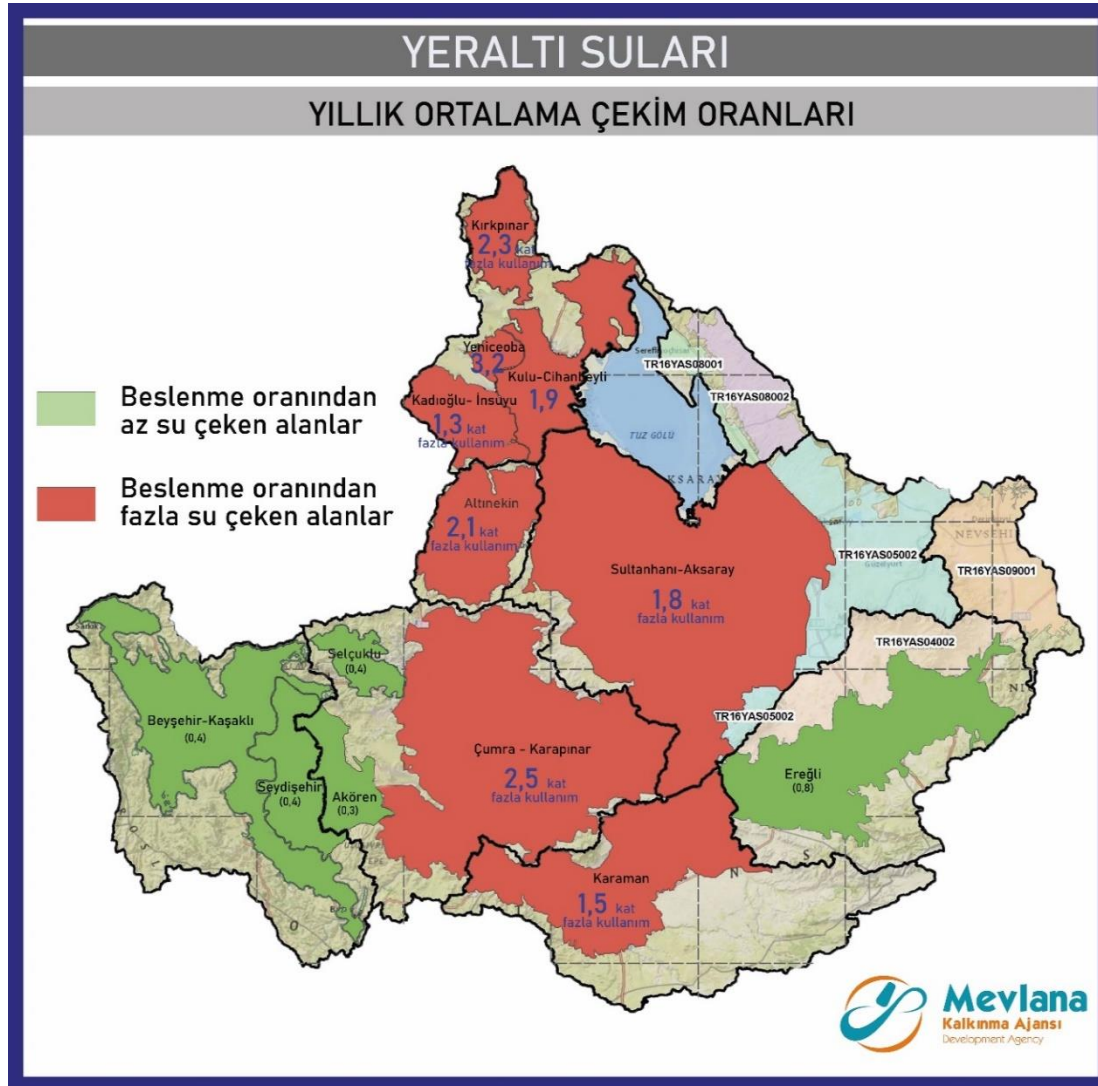 YERALTI SULARI
YILLIK ORTALAMA ÇEKİM ORANLARI
Kırkpınar
2,3 kat
fazla kullanım
Yeniceoba
3,2
Kulu-Cihanbeyli
1,9
Kadıoğlu- İnsuyu
1,3 kat
fazla kullanım
TR16YAS08001
TR16YAS08002
TUZ GÖLÜ
KSARAY
Beslenme oranından
az su çeken alanlar
Beslenme oranından
fazla su çeken alanlar
Altınekin
2,1 kat
fazla kullanım
Sultanhanı-Aksaray
1,8 kat
fazla kullanım
TR16YAS05002
Güzelyurt
NEVŞEHİ
TR16YAS09001
TR16YAS04002
TR16YAS05002
Selçuklu
(0,4)
Beyşehir-Kaşaklı
(0,4)
Seydişehir
(0,4)
Akören
(0,3)
Çumra - Karapınar
2,5 kat
fazla kullanım
Ereğli
(0,8)
Karaman
1,5 kat
fazla kullanım
Mevlana
Kalkınma Ajansı
Development Agency